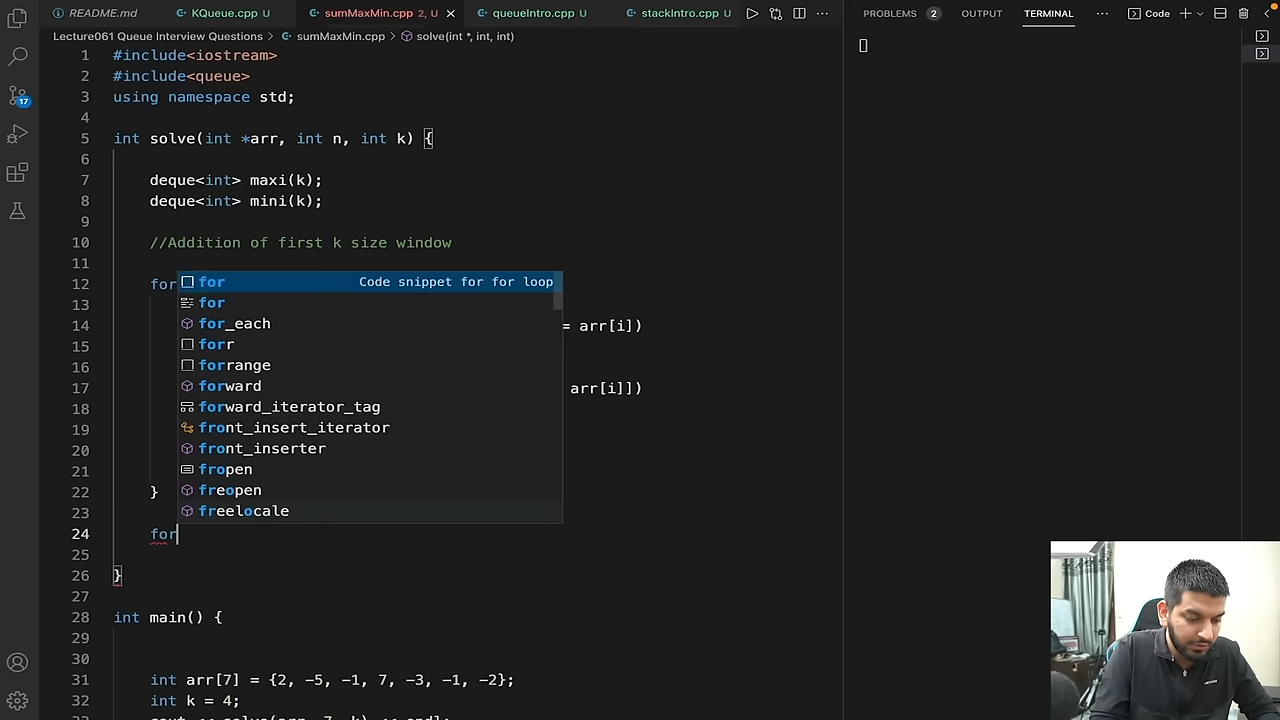 README.md
KQueue.cpp U
sumMaxMin.cpp 2, U
queueIntro.cpp U
stackIntro.cpp U
PROBLEMS 2
OUTPUT
TERMINAL
Code
Lecture061 Queue Interview Questions > sumMaxMin.cpp > solve(int *, int, int)
17
1 #include<iostream>
2 #include<queue>
3 using namespace std;
4
5 int solve(int *arr, int n, int k) {
6
7 deque<int> maxi(k);
8 deque<int> mini(k);
9
10 //Addition of first k size window
11
12 for
for Code snippet for for loop
13
for
for_each
14 = arr[i])
forr
15
forrange
16
forward
17 arr[i]])
forward_iterator_tag
18
front_insert_iterator
19
front_inserter
20
fropen
21
freopen
22 }
freelocale
23
24 for
25
26 }
27
28 int main() {
29
30
31 int arr[7] = {2, -5, -1, 7, -3, -1, -2};
32 int k = 4;